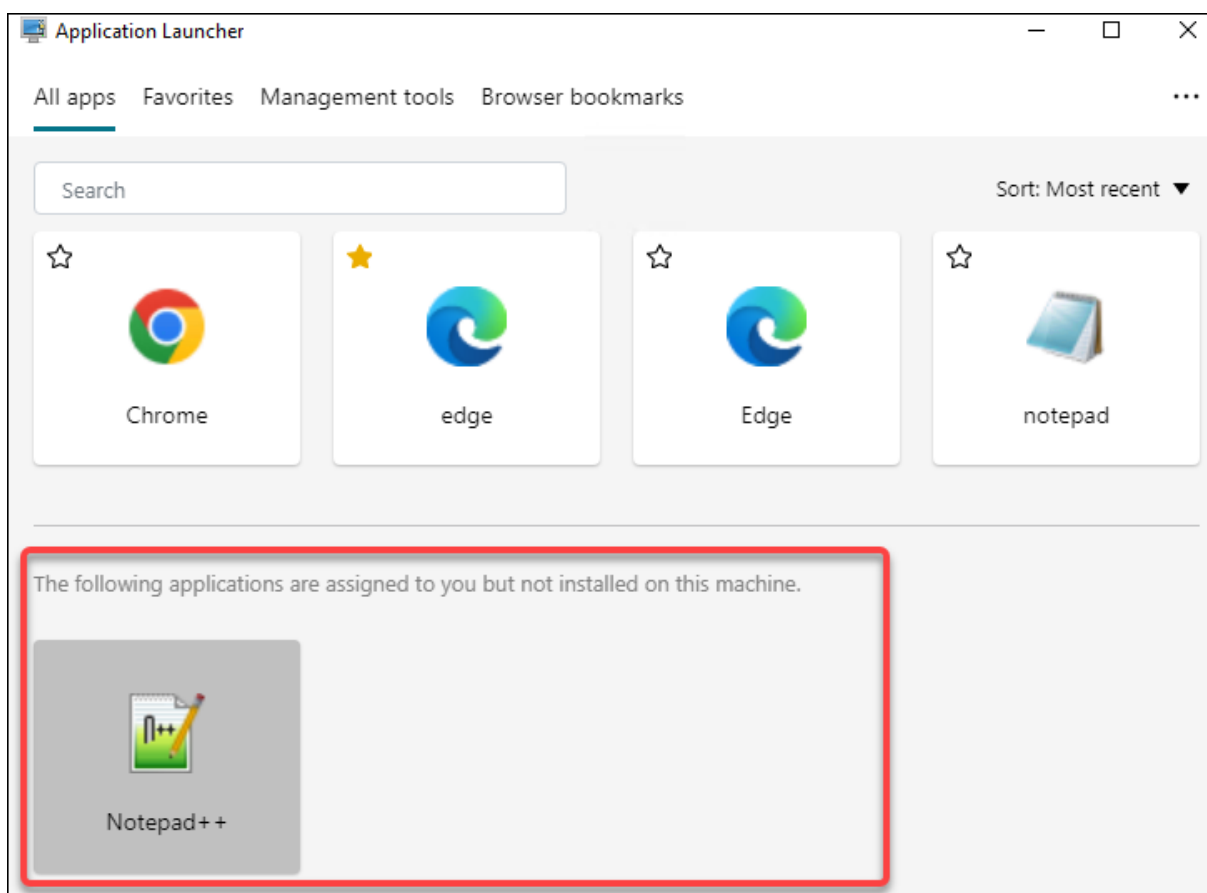 Application Launcher
All apps Favorites Management tools Browser bookmarks
Search
Sort: Most recent
Chrome
edge
Edge
notepad
The following applications are assigned to you but not installed on this machine.
n++
Notepad++